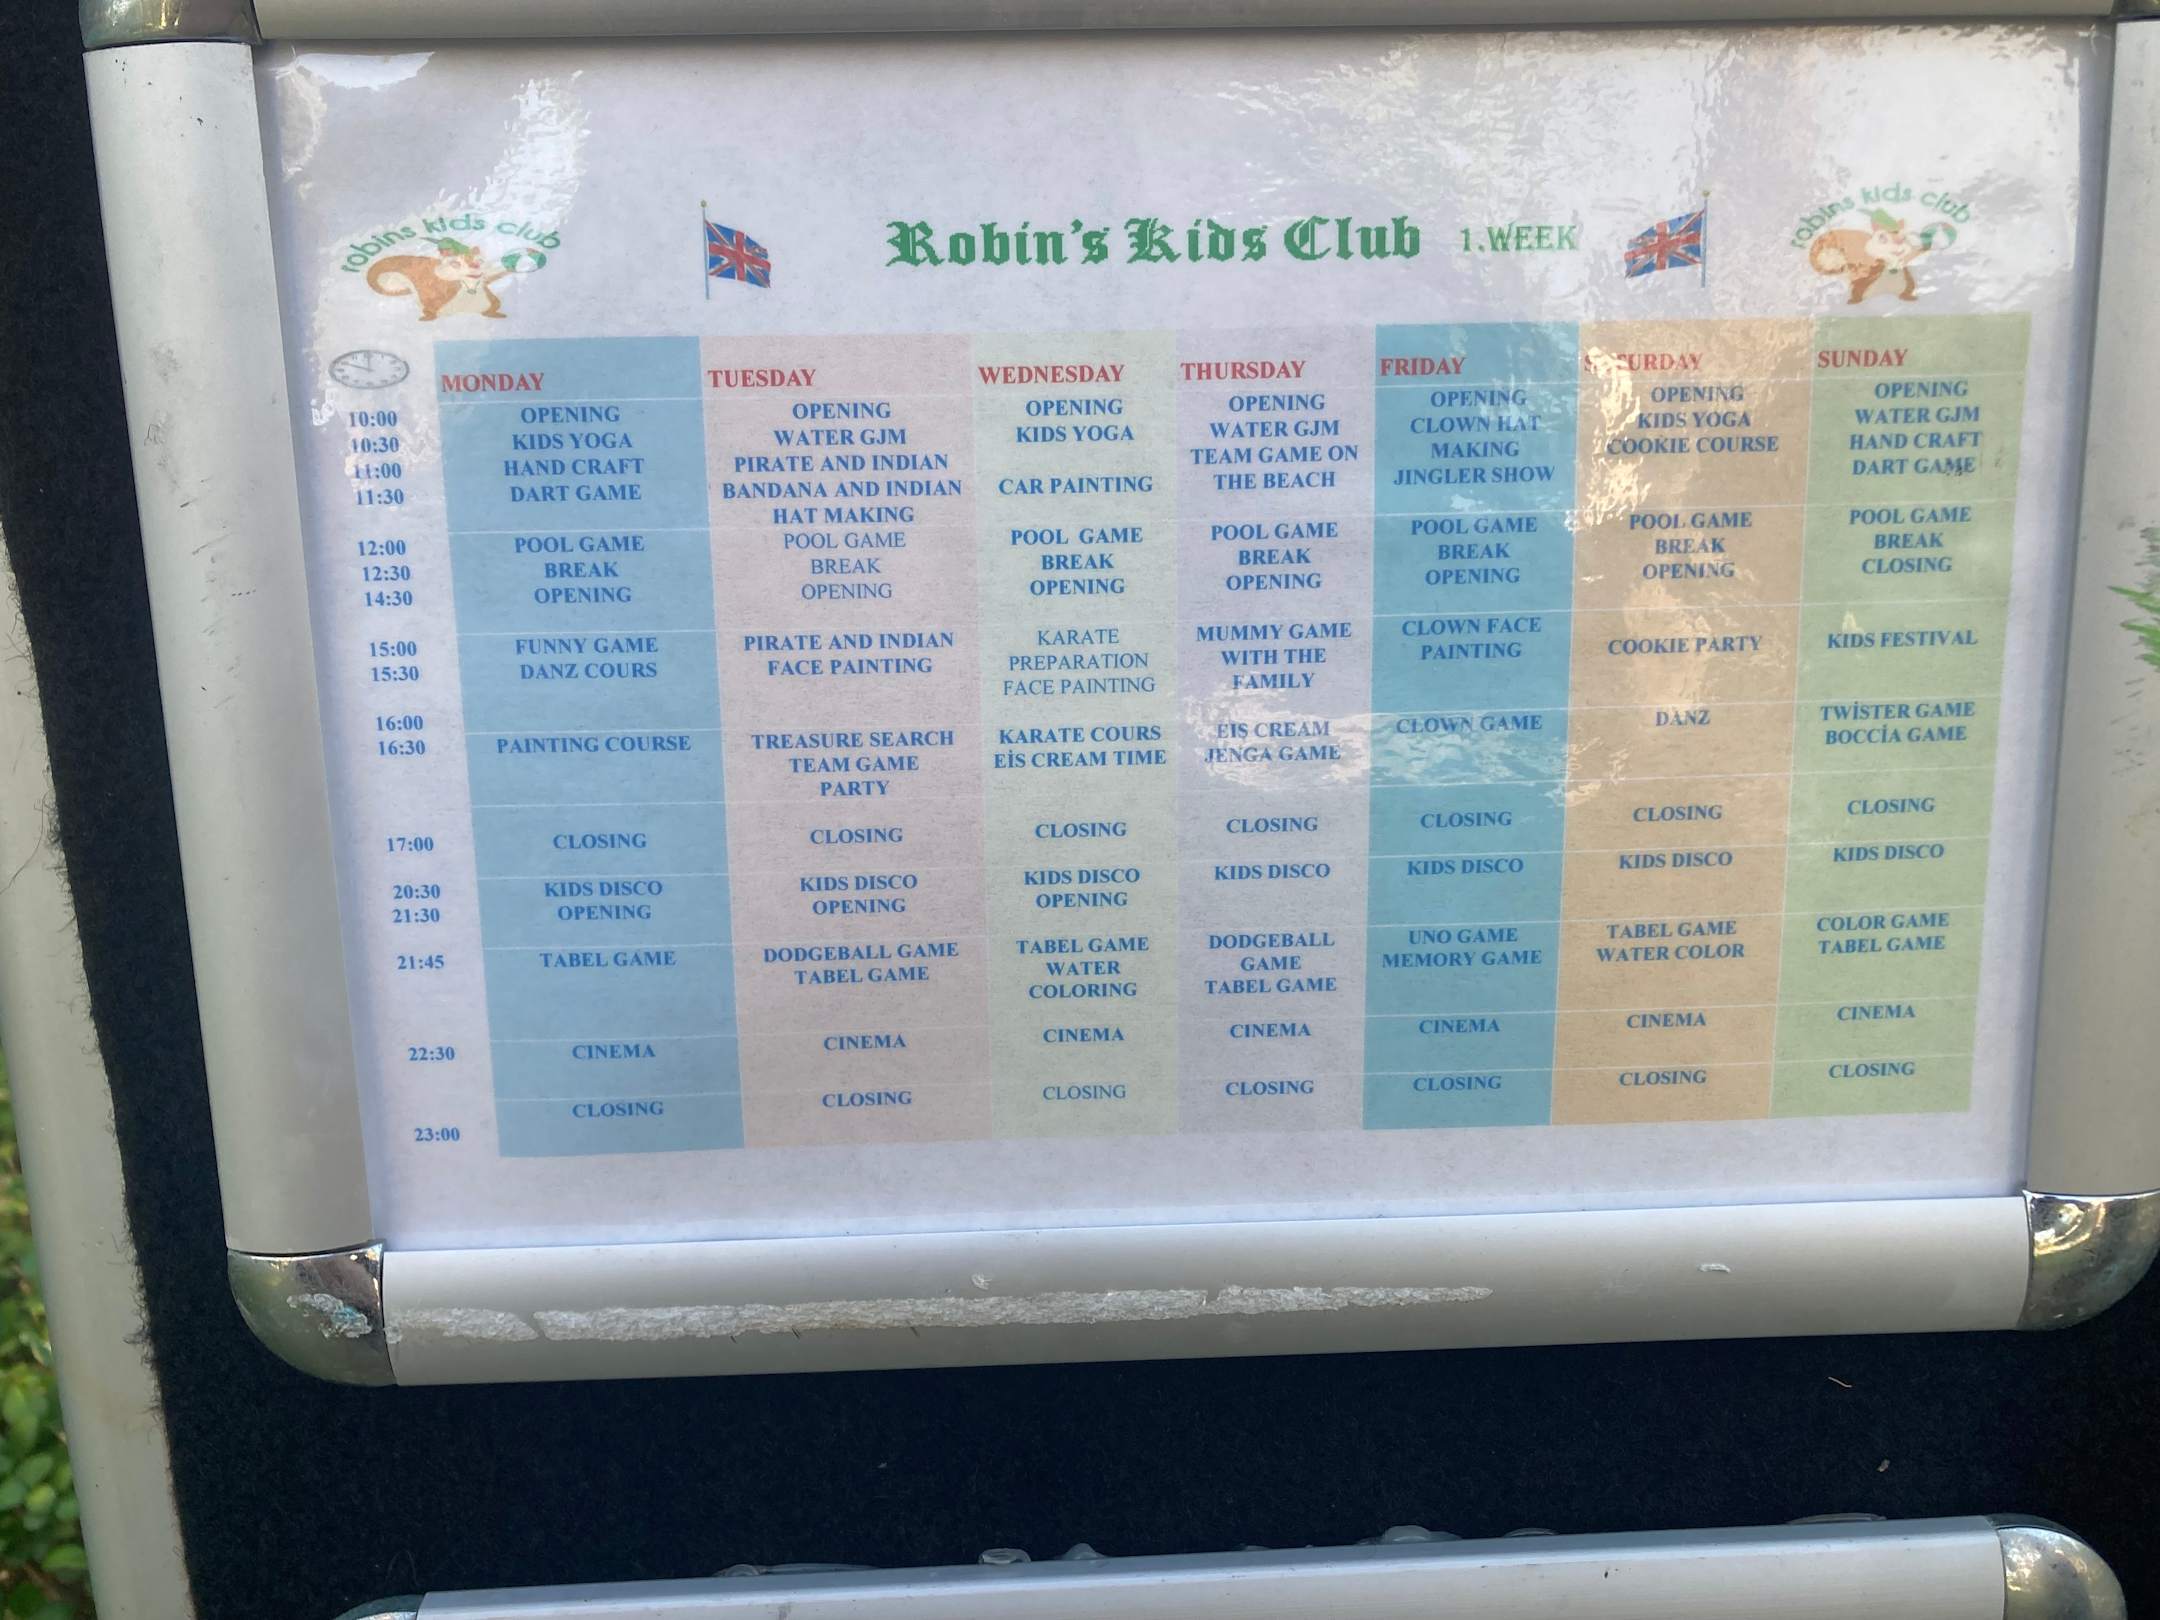 robins kids club
Robin's Kids Club 1.WEEK
robins kids club
MONDAY TUESDAY WEDNESDAY THURSDAY FRIDAY SATURDAY SUNDAY
10:00
10:30
11:00
11:30
12:00
12:30
14:30
15:00
15:30
16:00
16:30
17:00
20:30
21:30
21:45
22:30
23:00
OPENING
KIDS YOGA
HAND CRAFT
DART GAME
POOL GAME
BREAK
OPENING
FUNNY GAME
DANZ COURS
PAINTING COURSE
CLOSING
KIDS DISCO
OPENING
TABEL GAME
CINEMA
CLOSING
OPENING
WATER GJM
PIRATE AND INDIAN
BANDANA AND INDIAN
HAT MAKING
POOL GAME
BREAK
OPENING
PIRATE AND INDIAN
FACE PAINTING
TREASURE SEARCH
TEAM GAME
PARTY
CLOSING
KIDS DISCO
OPENING
DODGEBALL GAME
TABEL GAME
CINEMA
CLOSING
OPENING
KIDS YOGA
CAR PAINTING
POOL GAME
BREAK
OPENING
KARATE
PREPARATION
FACE PAINTING
KARATE COURS
EİS CREAM TIME
CLOSING
KIDS DISCO
OPENING
TABEL GAME
WATER
COLORING
CINEMA
CLOSING
OPENING
WATER GJM
TEAM GAME ON
THE BEACH
POOL GAME
BREAK
OPENING
MUMMY GAME
WITH THE
FAMILY
EIS CREAM
JENGA GAME
CLOSING
KIDS DISCO
DODGEBALL
GAME
TABEL GAME
CINEMA
CLOSING
OPENING
CLOWN HAT
MAKING
JINGLER SHOW
POOL GAME
BREAK
OPENING
CLOWN FACE
PAINTING
CLOWN GAME
CLOSING
KIDS DISCO
UNO GAME
MEMORY GAME
CINEMA
CLOSING
OPENING
KIDS YOGA
COOKIE COURSE
POOL GAME
BREAK
OPENING
COOKIE PARTY
DANZ
CLOSING
KIDS DISCO
TABEL GAME
WATER COLOR
CINEMA
CLOSING
OPENING
WATER GJM
HAND CRAFT
DART GAME
POOL GAME
BREAK
CLOSING
KIDS FESTIVAL
TWİSTER GAME
BOCCİA GAME
CLOSING
KIDS DISCO
COLOR GAME
TABEL GAME
CINEMA
CLOSING